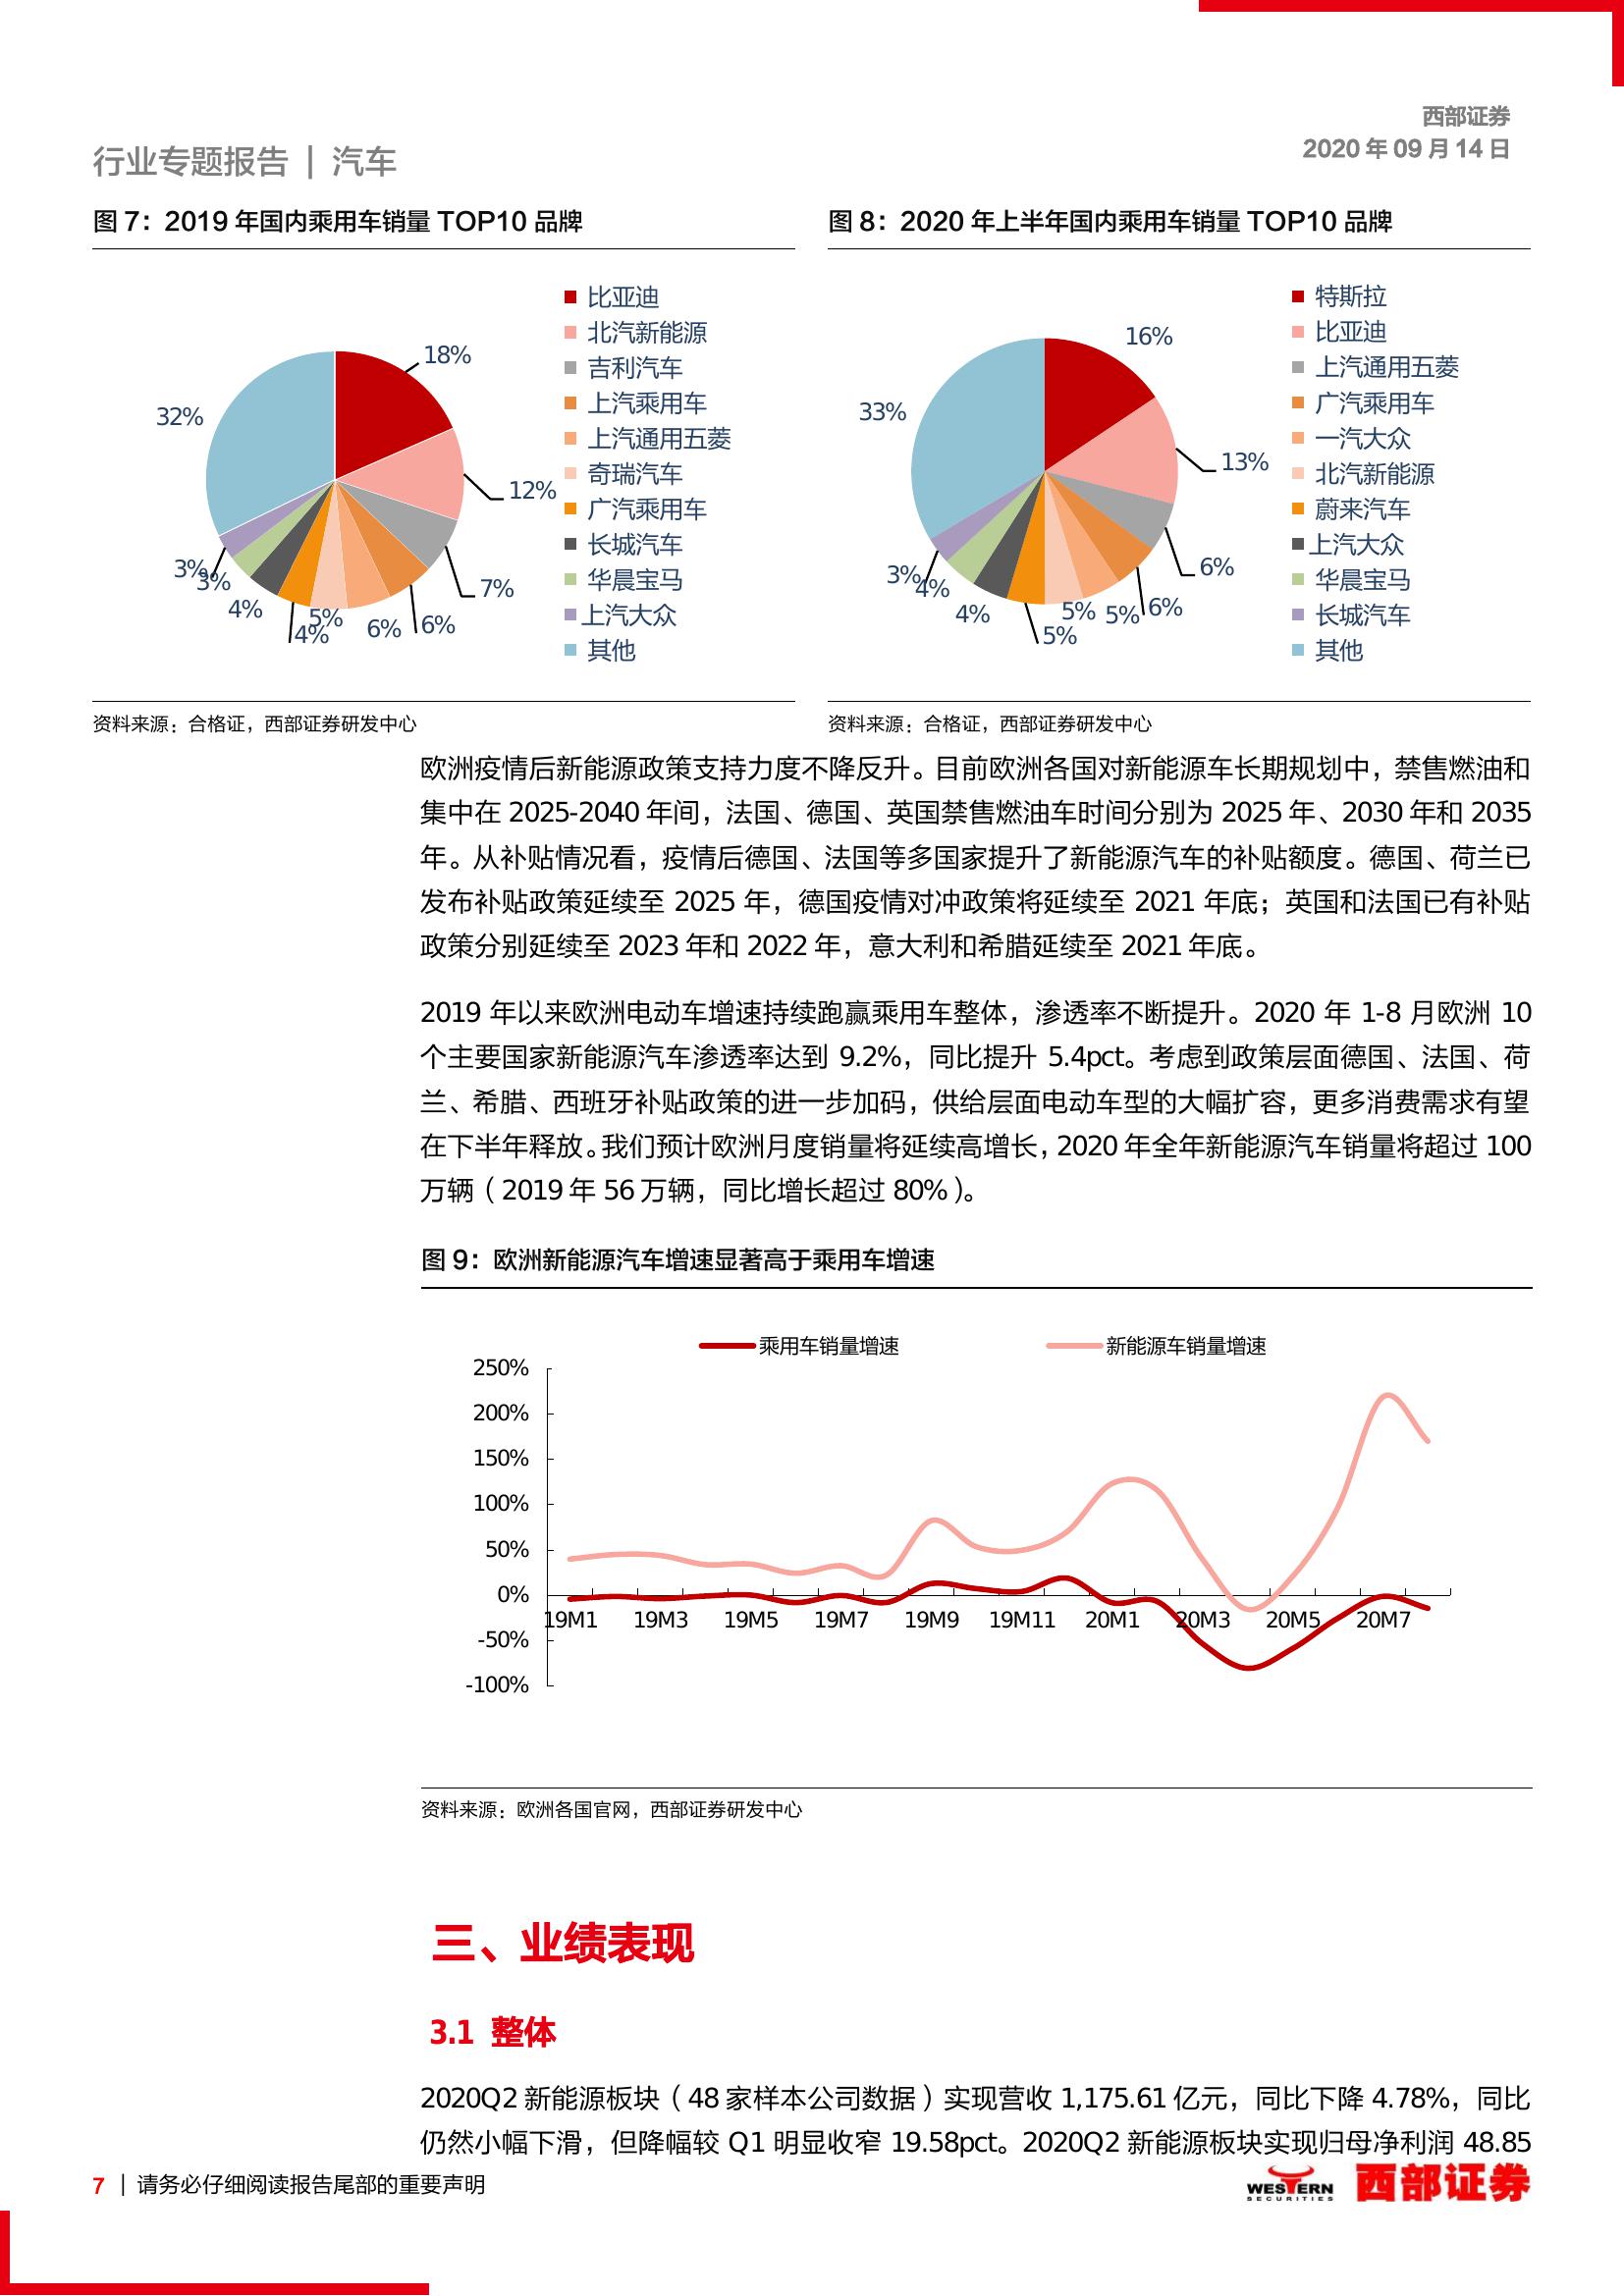 西部证券
2020 年 09 月 14 日
行业专题报告 | 汽车
图 7：2019 年国内乘用车销量 TOP10 品牌
18%
12%
7%
6%
6%
5%
4%
4%
3%
3%
32%
比亚迪
北汽新能源
吉利汽车
上汽乘用车
上汽通用五菱
奇瑞汽车
广汽乘用车
长城汽车
华晨宝马
上汽大众
其他
资料来源：合格证，西部证券研发中心
图 8：2020 年上半年国内乘用车销量 TOP10 品牌
16%
13%
6%
6%
5%
5%
5%
4%
4%
3%
33%
特斯拉
比亚迪
上汽通用五菱
广汽乘用车
一汽大众
北汽新能源
蔚来汽车
上汽大众
华晨宝马
长城汽车
其他
资料来源：合格证，西部证券研发中心
欧洲疫情后新能源政策支持力度不降反升。目前欧洲各国对新能源车长期规划中，禁售燃油和
集中在 2025-2040 年间，法国、德国、英国禁售燃油车时间分别为 2025 年、2030 年和 2035
年。从补贴情况看，疫情后德国、法国等多国家提升了新能源汽车的补贴额度。德国、荷兰已
发布补贴政策延续至 2025 年，德国疫情对冲政策将延续至 2021 年底；英国和法国已有补贴
政策分别延续至 2023 年和 2022 年，意大利和希腊延续至 2021 年底。
2019 年以来欧洲电动车增速持续跑赢乘用车整体，渗透率不断提升。2020 年 1-8 月欧洲 10
个主要国家新能源汽车渗透率达到 9.2%，同比提升 5.4pct。考虑到政策层面德国、法国、荷
兰、希腊、西班牙补贴政策的进一步加码，供给层面电动车型的大幅扩容，更多消费需求有望
在下半年释放。我们预计欧洲月度销量将延续高增长，2020 年全年新能源汽车销量将超过 100
万辆（2019 年 56 万辆，同比增长超过 80%）。
图 9：欧洲新能源汽车增速显著高于乘用车增速
乘用车销量增速 新能源车销量增速
250%
200%
150%
100%
50%
0%
-50%
-100%
19M1 19M3 19M5 19M7 19M9 19M11 20M1 20M3 20M5 20M7
资料来源：欧洲各国官网，西部证券研发中心
三、业绩表现
3.1 整体
2020Q2 新能源板块（48 家样本公司数据）实现营收 1,175.61 亿元，同比下降 4.78%，同比
仍然小幅下滑，但降幅较 Q1 明显收窄 19.58pct。2020Q2 新能源板块实现归母净利润 48.85
7 | 请务必仔细阅读报告尾部的重要声明
WESTERN
SECURITIES
西部证券